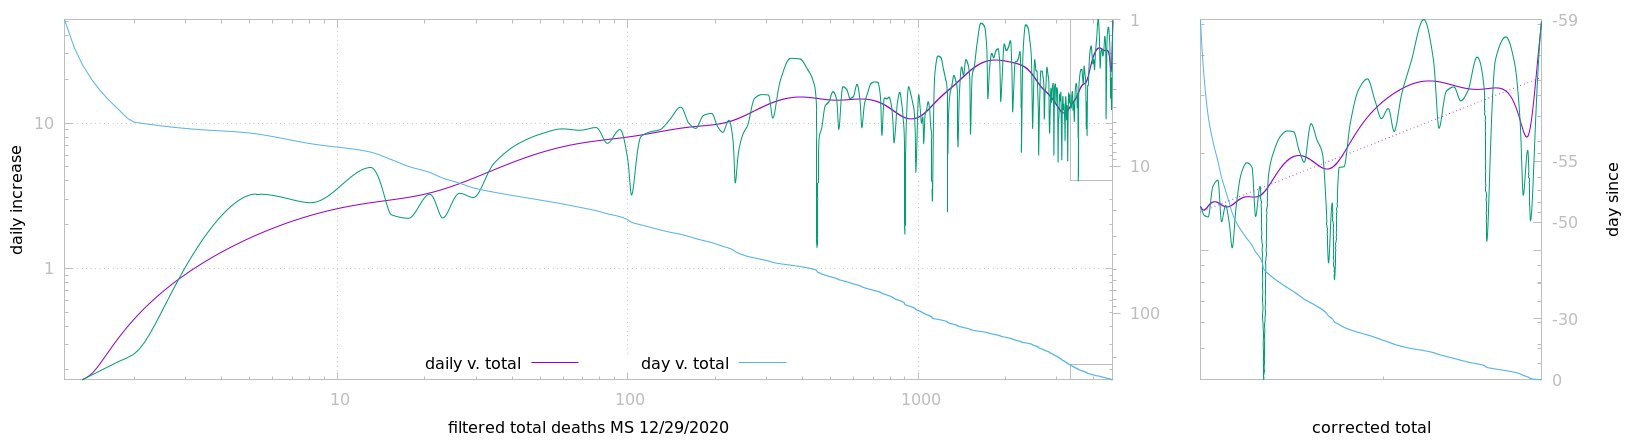 1
-59
10
10
-55
-50
1
100
-30
0
daily increase
day since
daily v. total
day v. total
10
100
1000
filtered total deaths MS 12/29/2020
corrected total